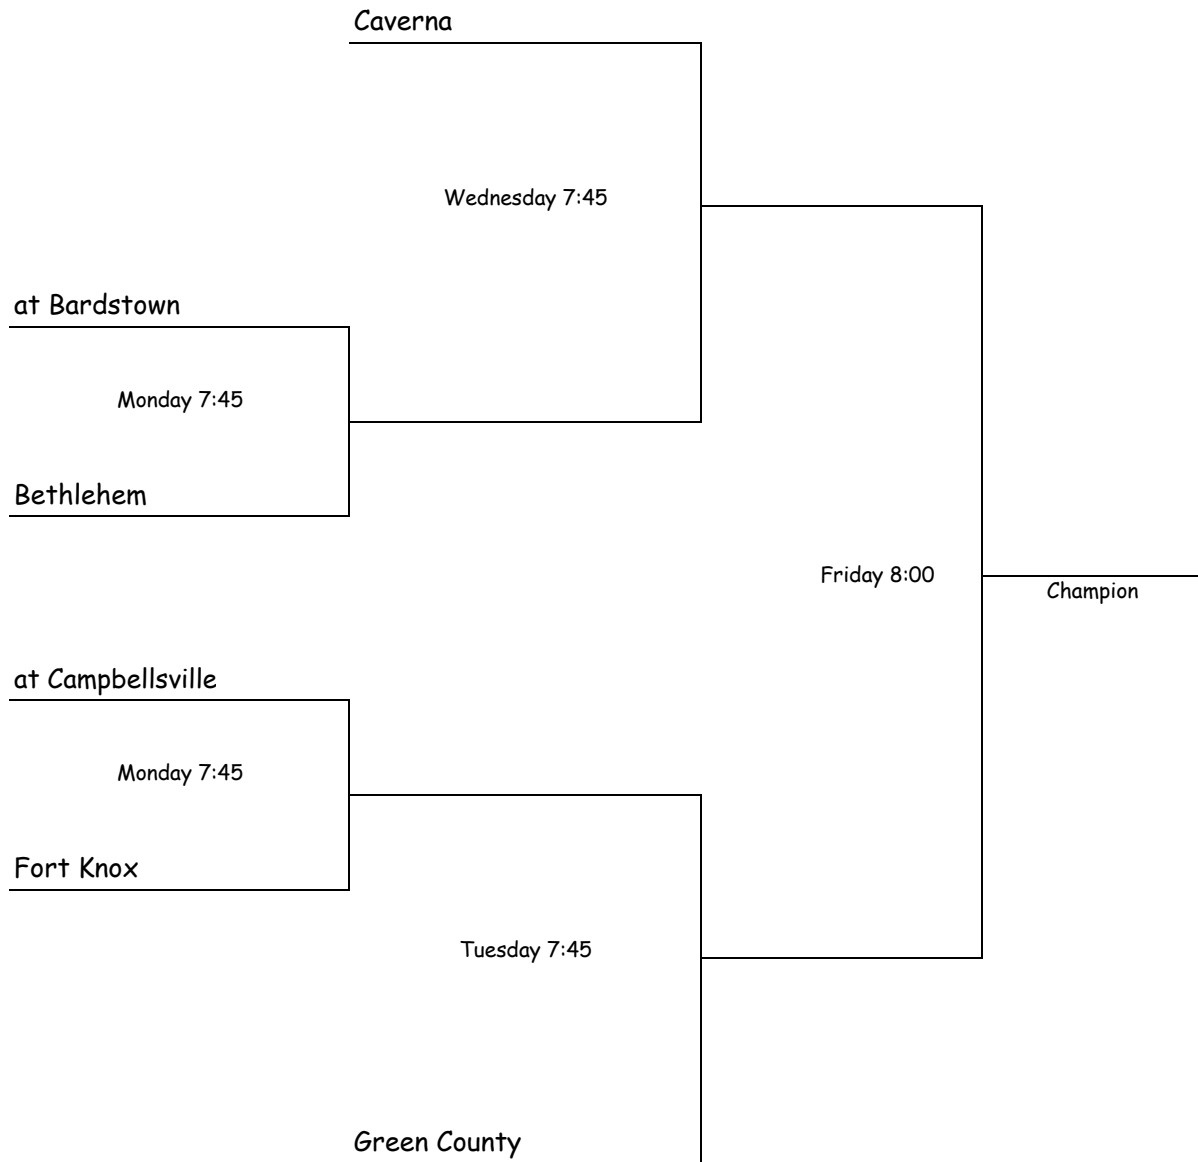 Caverna
Wednesday 7:45
at Bardstown
Monday 7:45
Bethlehem
Friday 8:00
Champion
at Campbellsville
Monday 7:45
Fort Knox
Tuesday 7:45
Green County